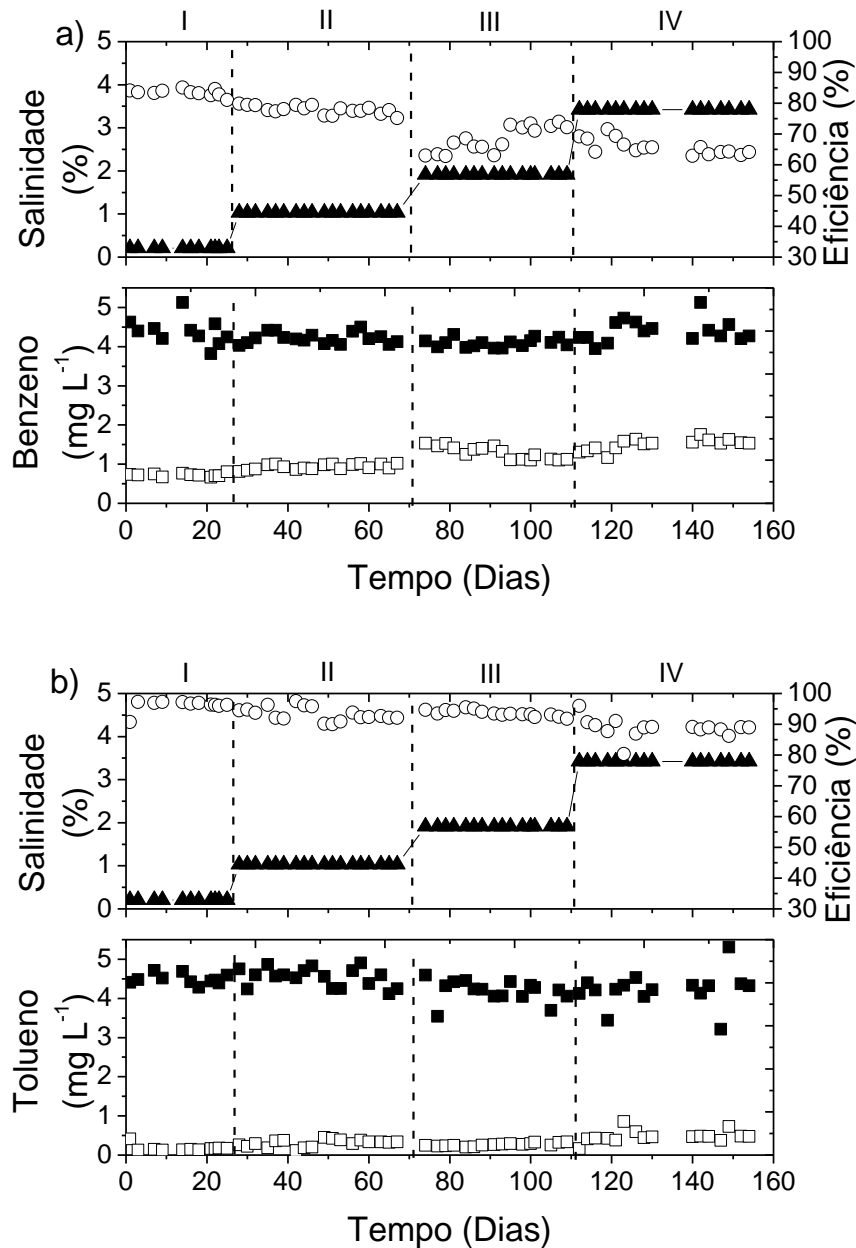 I II III IV
a)
5 100
90
4 80
3 70
2 60
50
1 40
0 30
Salinidade
(%)
Eficiência (%)
5
4
3
2
1
0
Benzeno
(mg L⁻¹)
0 20 40 60 80 100 120 140 160
Tempo (Dias)
I II III IV
b)
5 100
90
4 80
3 70
2 60
50
1 40
0 30
Salinidade
(%)
Eficiência (%)
5
4
3
2
1
0
Tolueno
(mg L⁻¹)
0 20 40 60 80 100 120 140 160
Tempo (Dias)